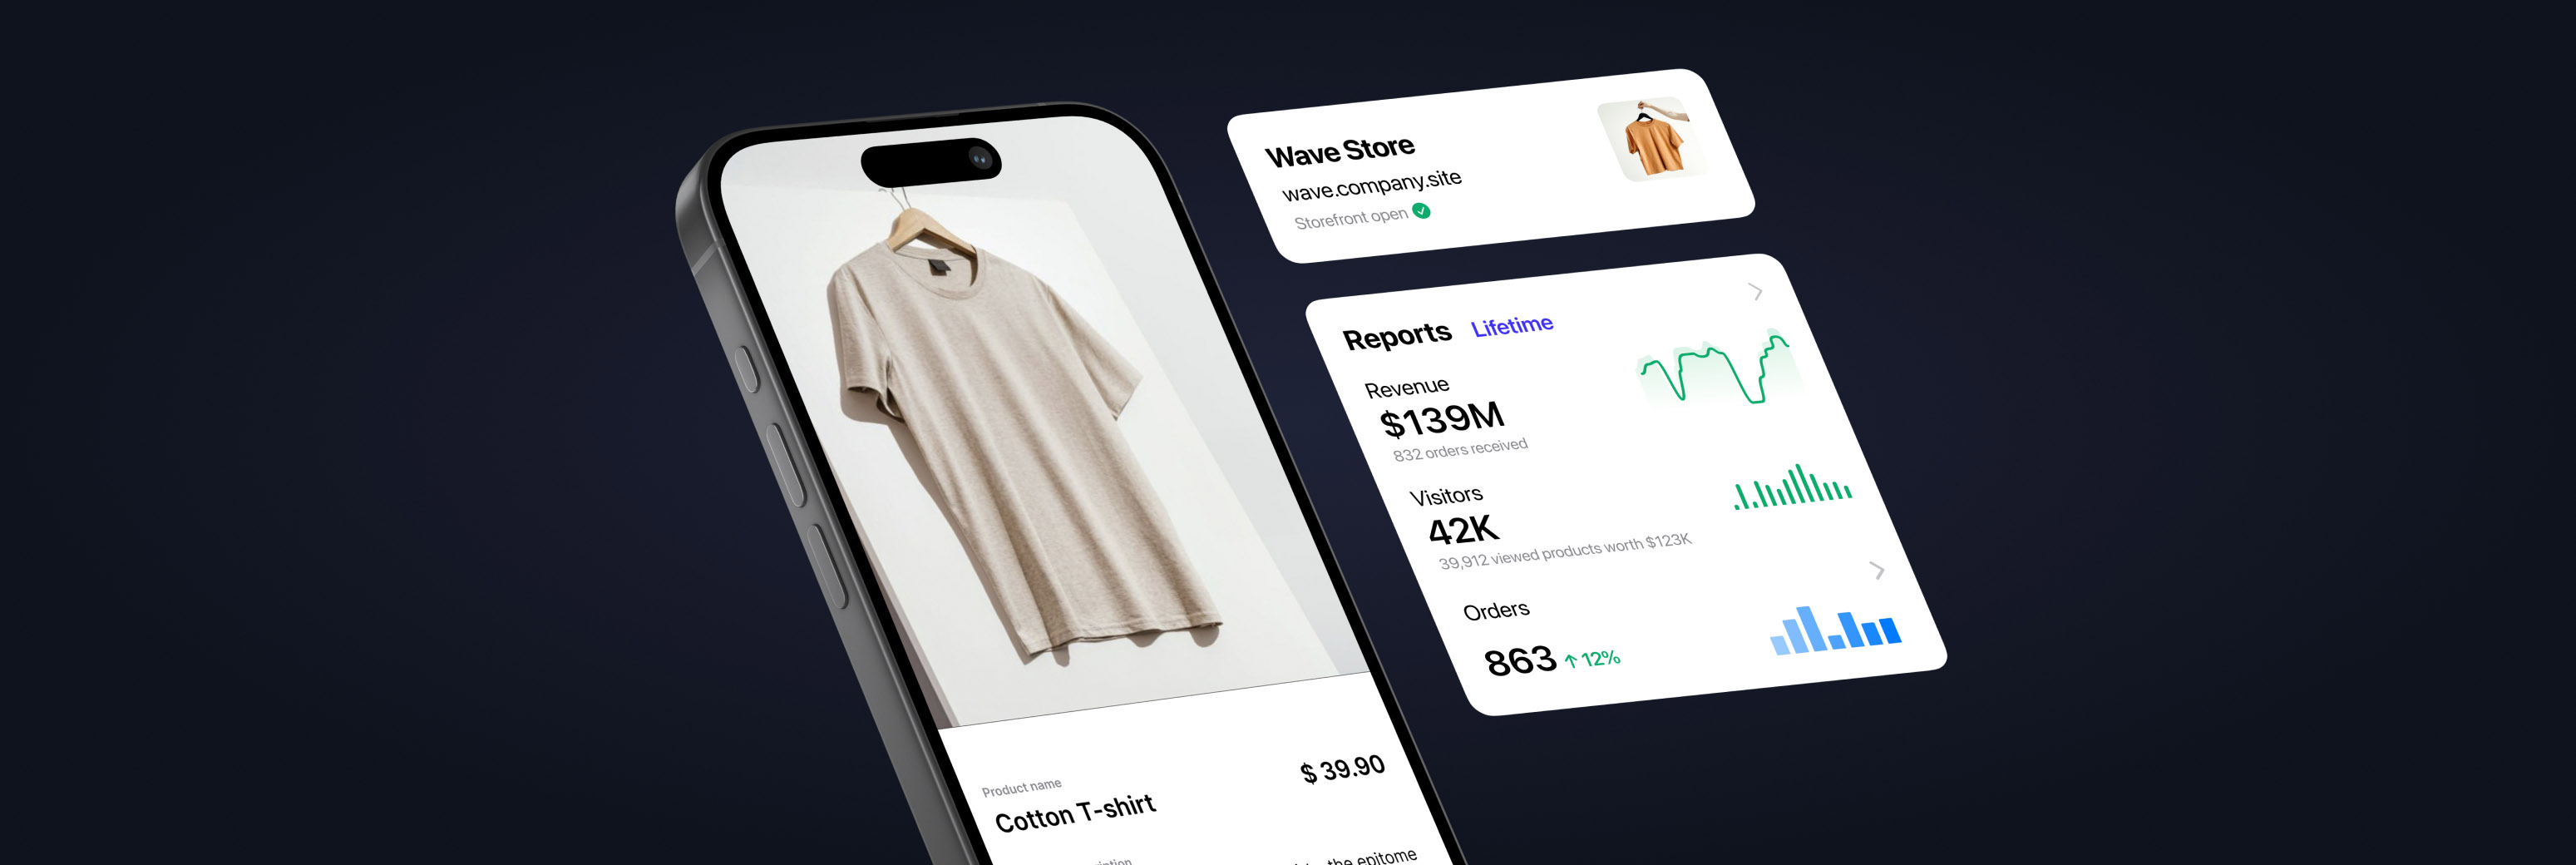 Wave Store
wave.company.site
Storefront open
Reports Lifetime
Revenue
$139M
832 orders received
Visitors
42K
39,912 viewed products worth $123K
Orders
863 ↑ 12%
Product name
Cotton T-shirt
$ 39.90
the epitome